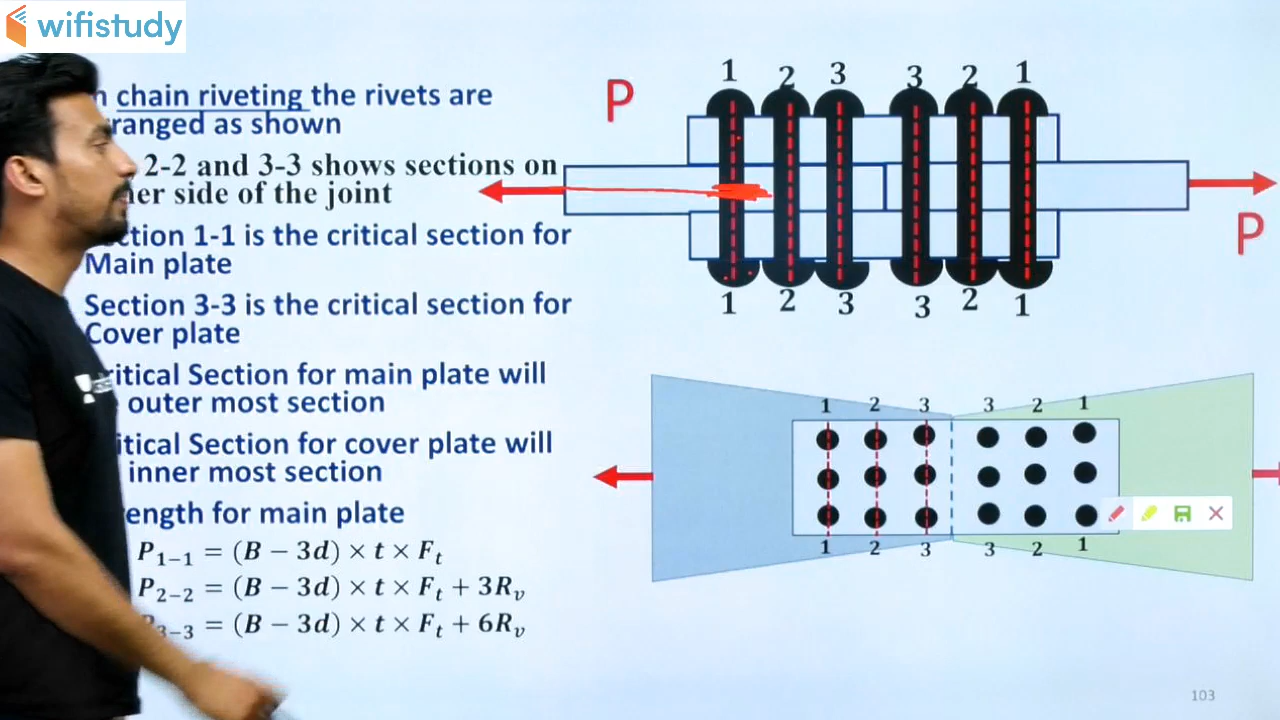 wifistudy
n chain riveting the rivets are
ranged as shown
2-2 and 3-3 shows sections on
her side of the joint
ction 1-1 is the critical section for
Main plate
Section 3-3 is the critical section for
Cover plate
itical Section for main plate will
outer most section
itical Section for cover plate will
inner most section
ength for main plate
P₁₋₁ = (B − 3d) × t × Fₜ
P₂₋₂ = (B − 3d) × t × Fₜ + 3Rᵥ
P₃₋₃ = (B − 3d) × t × Fₜ + 6Rᵥ
P
1 2 3 3 2 1
P
1 2 3 3 2 1
1 2 3 3 2 1
1 2 3 3 2 1
103